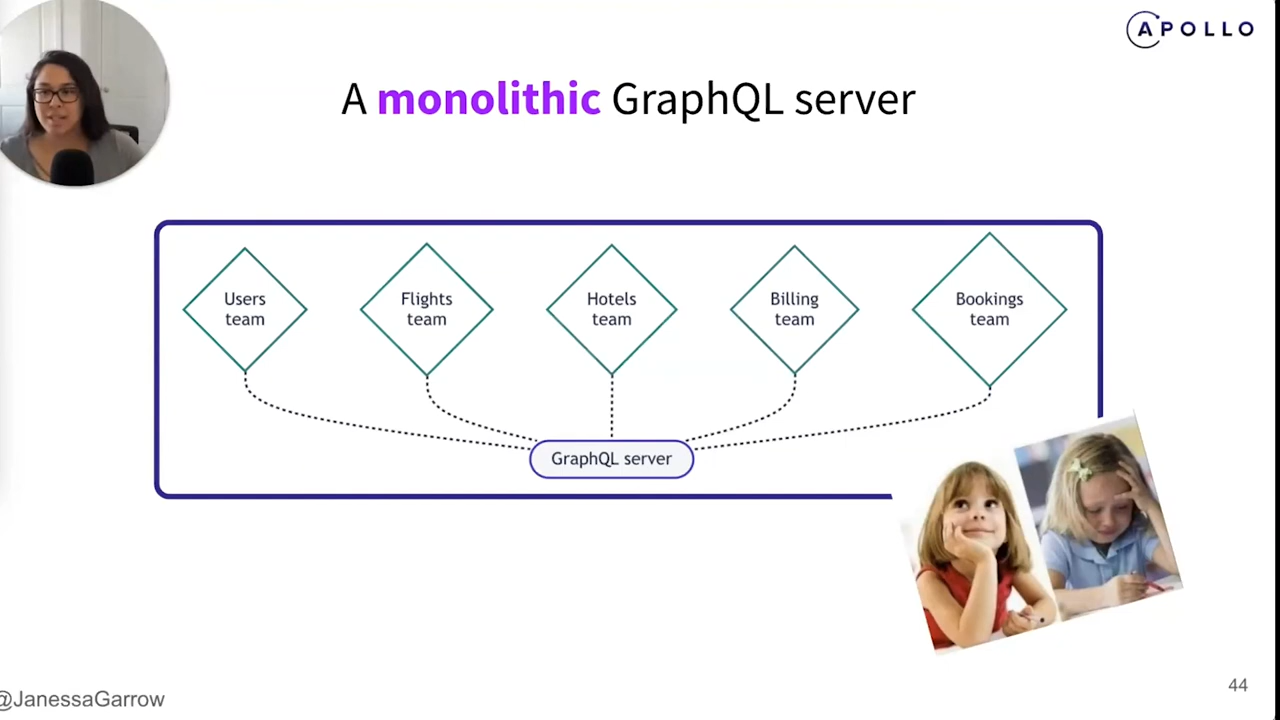 APOLLO
A monolithic GraphQL server
Users
team
Flights
team
Hotels
team
Billing
team
Bookings
team
GraphQL server
@JanessaGarrow
44